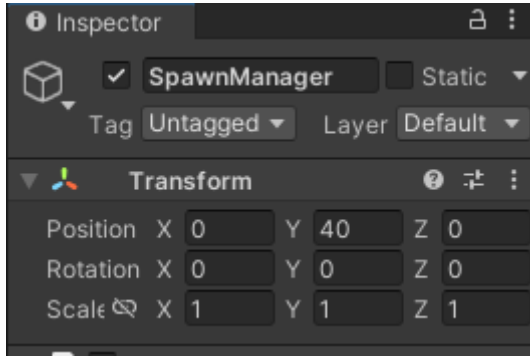 Inspector
SpawnManager Static
Tag Untagged Layer Default
Transform
Position X 0 Y 40 Z 0
Rotation X 0 Y 0 Z 0
Scale X 1 Y 1 Z 1